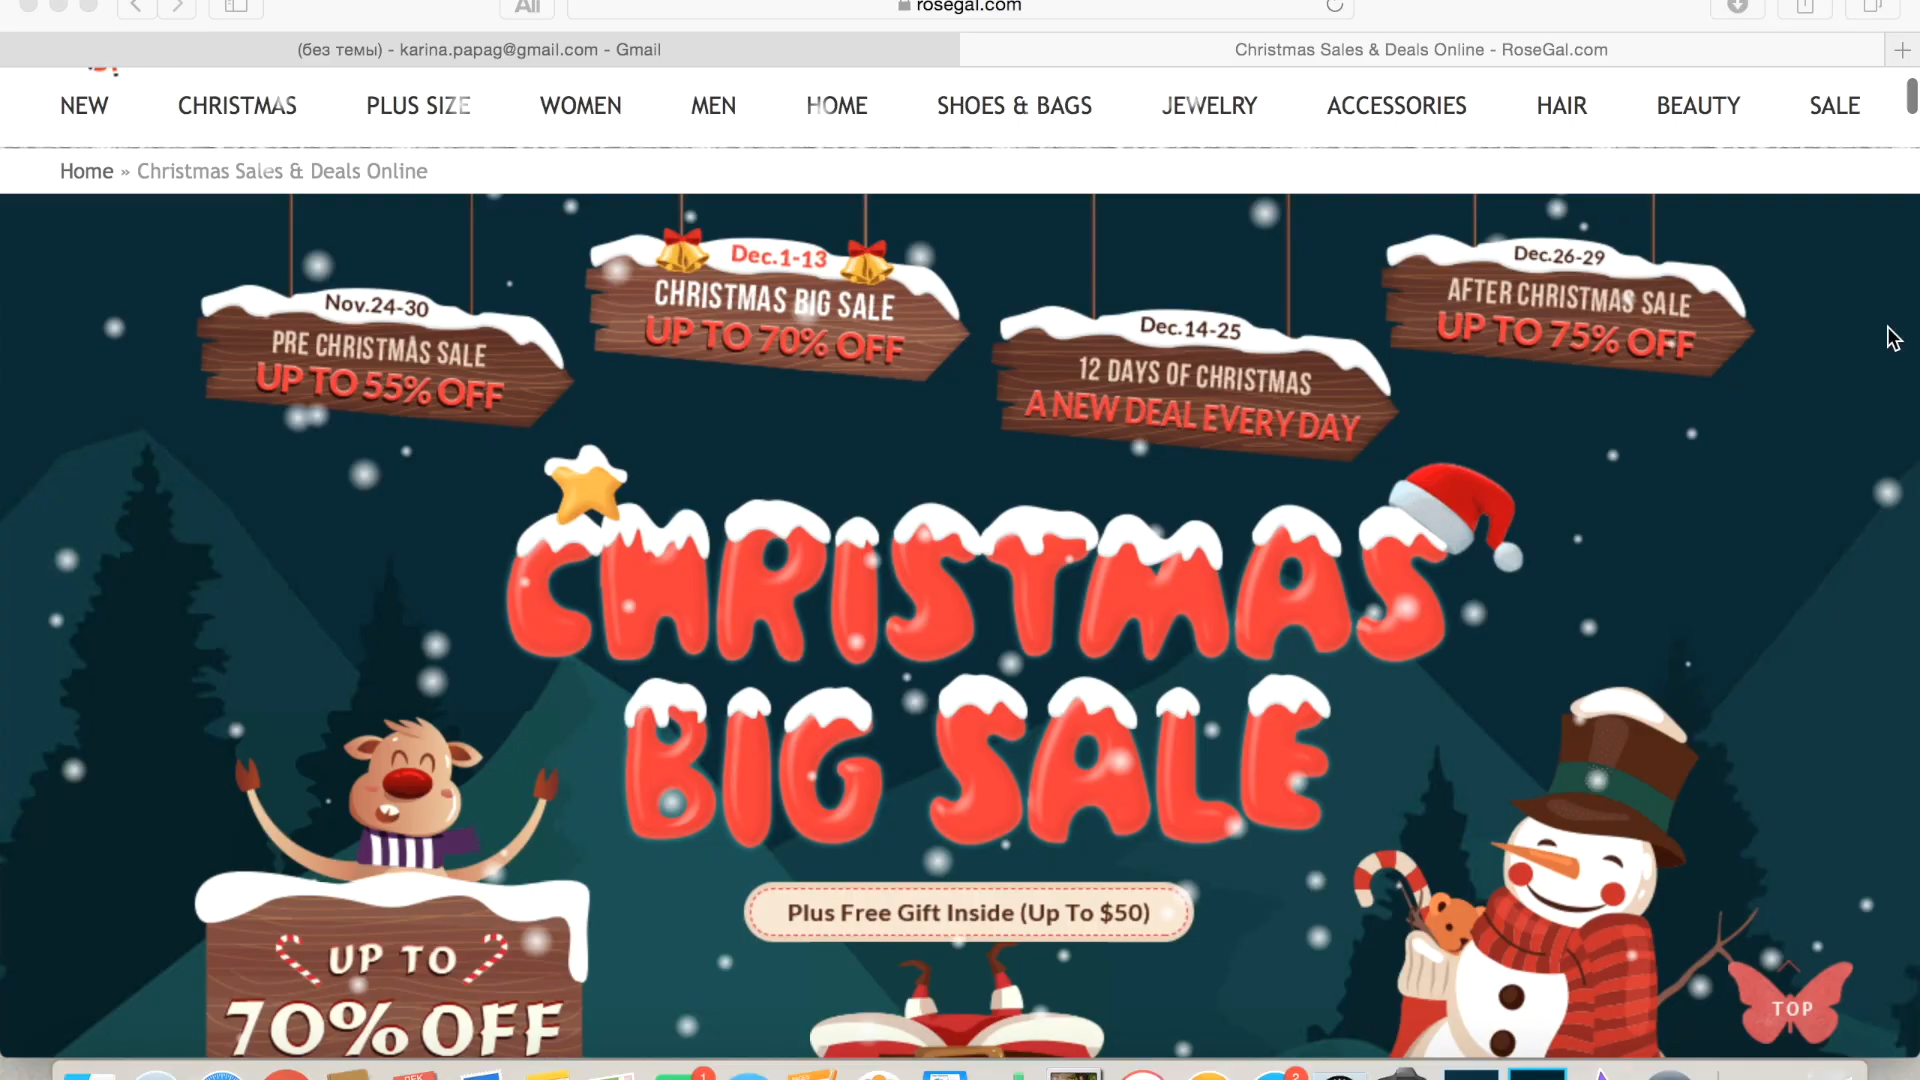 Ali
rosegal.com
(без темы) - karina.papag@gmail.com - Gmail
Christmas Sales & Deals Online - RoseGal.com
NEW CHRISTMAS PLUS SIZE WOMEN MEN HOME SHOES & BAGS JEWELRY ACCESSORIES HAIR BEAUTY SALE
Home » Christmas Sales & Deals Online
Nov.24-30
PRE CHRISTMAS SALE
UP TO 55% OFF
Dec.1-13
CHRISTMAS BIG SALE
UP TO 70% OFF
Dec.14-25
12 DAYS OF CHRISTMAS
A NEW DEAL EVERY DAY
Dec.26-29
AFTER CHRISTMAS SALE
UP TO 75% OFF
CHRISTMAS
BIG SALE
Plus Free Gift Inside (Up To $50)
UP TO
70% OFF
TOP
1
2